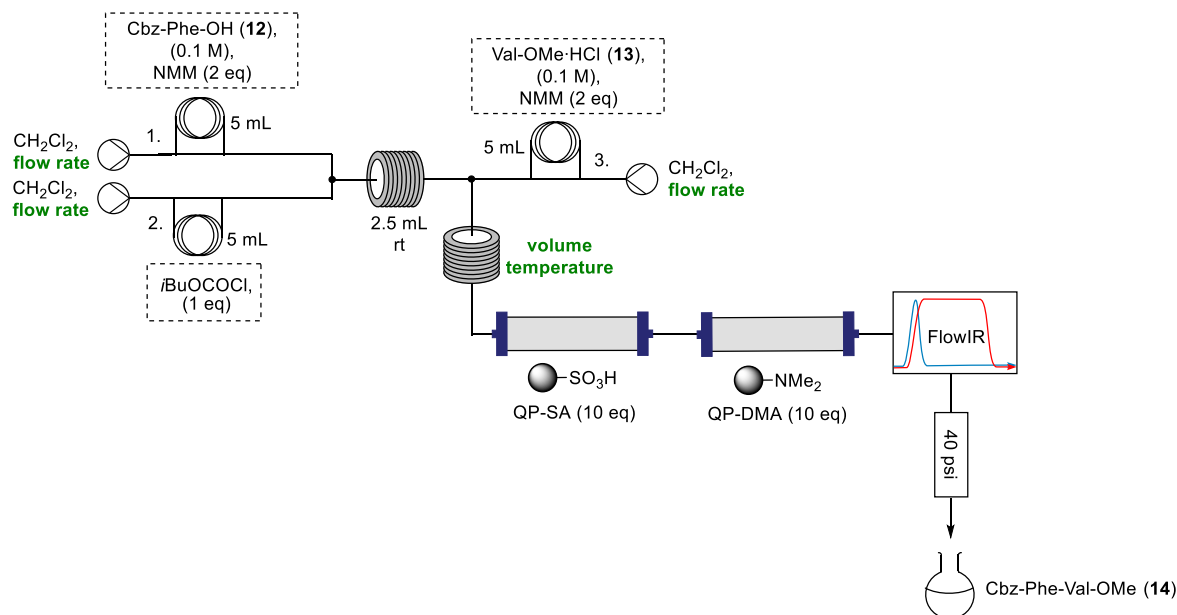 Cbz-Phe-OH (12),
(0.1 M),
NMM (2 eq)
1.
5 mL
CH2Cl2,
flow rate
CH2Cl2,
flow rate
2.
5 mL
iBuOCOCl,
(1 eq)
2.5 mL
rt
Val-OMe·HCl (13),
(0.1 M),
NMM (2 eq)
5 mL
3.
CH2Cl2,
flow rate
volume
temperature
SO3H
QP-SA (10 eq)
NMe2
QP-DMA (10 eq)
FlowIR
40 psi
Cbz-Phe-Val-OMe (14)